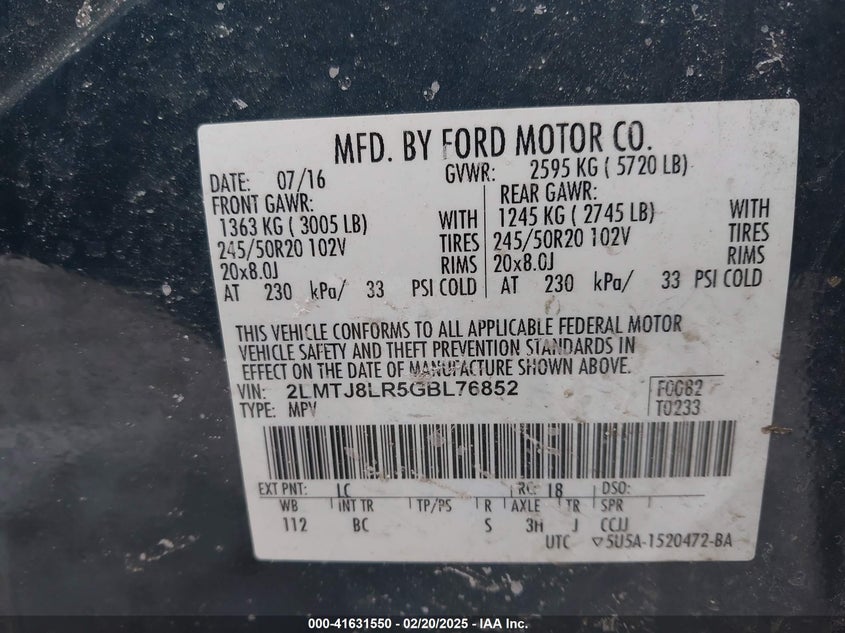 MFD. BY FORD MOTOR CO.
DATE: 07/16 GVWR: 2595 KG ( 5720 LB)
FRONT GAWR: REAR GAWR:
1363 KG ( 3005 LB) WITH 1245 KG ( 2745 LB) WITH
245/50R20 102V TIRES 245/50R20 102V TIRES
20x8.0J RIMS 20x8.0J RIMS
AT 230 kPa/ 33 PSI COLD AT 230 kPa/ 33 PSI COLD
THIS VEHICLE CONFORMS TO ALL APPLICABLE FEDERAL MOTOR
VEHICLE SAFETY AND THEFT PREVENTION STANDARDS IN
EFFECT ON THE DATE OF MANUFACTURE SHOWN ABOVE.
VIN: 2LMTJ8LR5GBL76852 F0082
TYPE: MPV T0233
EXT PNT: LC RC: 18 DSO:
WB INT TR TP/PS R AXLE TR SPR
112 BC S 3H J CCJJ
UTC ▽5U5A-1520472-BA
000-41631550 / 02/20/2025 / IAA Inc.